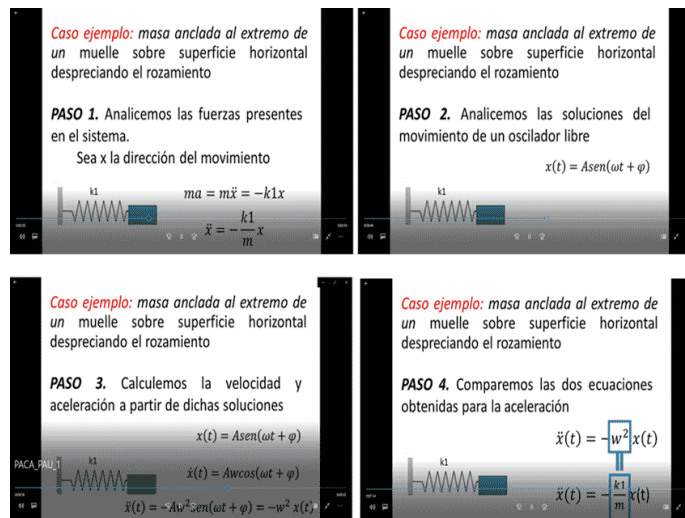 Caso ejemplo: masa anclada al extremo de
un muelle sobre superficie horizontal
despreciando el rozamiento
PASO 1. Analicemos las fuerzas presentes
en el sistema.
Sea x la dirección del movimiento
k1
ma = mẍ = −k1x
ẍ = − k1/m x
Caso ejemplo: masa anclada al extremo de
un muelle sobre superficie horizontal
despreciando el rozamiento
PASO 2. Analicemos las soluciones del
movimiento de un oscilador libre
x(t) = Asen(ωt + φ)
k1
Caso ejemplo: masa anclada al extremo de
un muelle sobre superficie horizontal
despreciando el rozamiento
PASO 3. Calculemos la velocidad y
aceleración a partir de dichas soluciones
x(t) = Asen(ωt + φ)
PACA_PAU_1
k1
ẋ(t) = Awcos(ωt + φ)
ẍ(t) = −Aw² sen(ωt + φ) = −w² x(t)
Caso ejemplo: masa anclada al extremo de
un muelle sobre superficie horizontal
despreciando el rozamiento
PASO 4. Comparemos las dos ecuaciones
obtenidas para la aceleración
ẍ(t) = −w² x(t)
k1
ẍ(t) = − k1/m x(t)